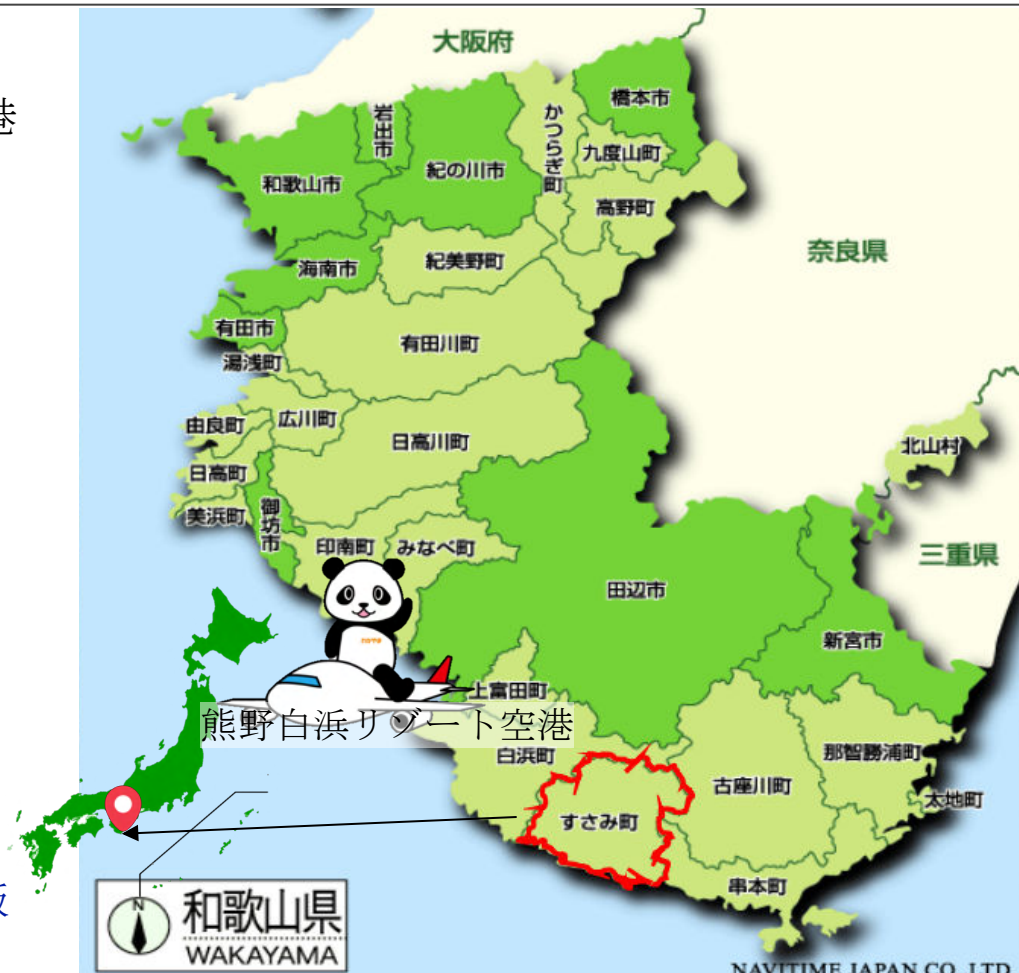 大阪府
港
橋本市
岩出市
かつらぎ町
九度山町
紀の川市
和歌山市
高野町
奈良県
海南市
紀美野町
有田市
有田川町
湯浅町
広川町
由良町
日高川町
北山村
日高町
美浜町
御坊市
印南町
みなべ町
三重県
田辺市
新宮市
上富田町
熊野白浜リゾート空港
白浜町
那智勝浦町
古座川町
太地町
すさみ町
串本町
阪
N
和歌山県
WAKAYAMA
NAVITIME JAPAN CO. LTD.